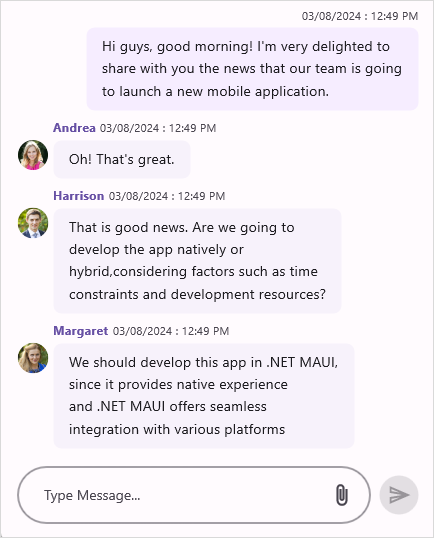 03/08/2024 : 12:49 PM
Hi guys, good morning! I'm very delighted to
share with you the news that our team is going
to launch a new mobile application.
Andrea 03/08/2024 : 12:49 PM
Oh! That's great.
Harrison 03/08/2024 : 12:49 PM
That is good news. Are we going to
develop the app natively or
hybrid,considering factors such as time
constraints and development resources?
Margaret 03/08/2024 : 12:49 PM
We should develop this app in .NET MAUI,
since it provides native experience
and .NET MAUI offers seamless
integration with various platforms
Type Message...